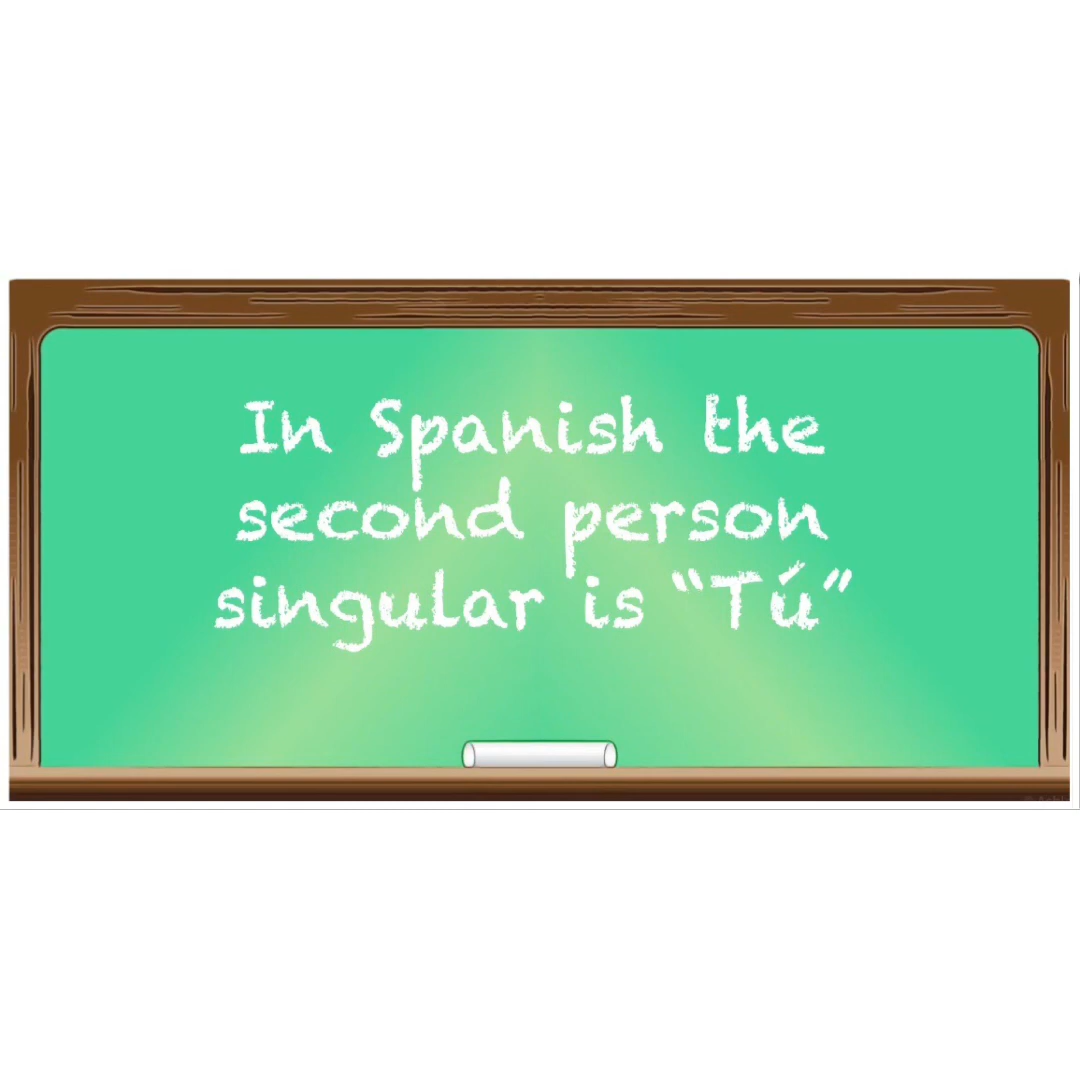 In Spanish the
second person
singular is “Tú”